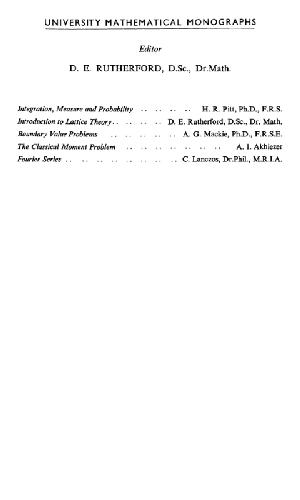 UNIVERSITY MATHEMATICAL MONOGRAPHS
Editor
D. E. RUTHERFORD, D.Sc., Dr.Math.
Integration, Measure and Probability .. .. .. .. H. R. Pitt, Ph.D., F.R.S.
Introduction to Lattice Theory.. .. .. D. E. Rutherford, D.Sc., Dr. Math.
Boundary Value Problems .. .. .. .. .. A. G. Mackie, Ph.D., F.R.S.E.
The Classical Moment Problem .. .. .. .. .. .. .. A. I. Akhiezer
Fourier Series .. .. .. .. .. .. .. .. C. Lanczos, Dr.Phil., M.R.I.A.